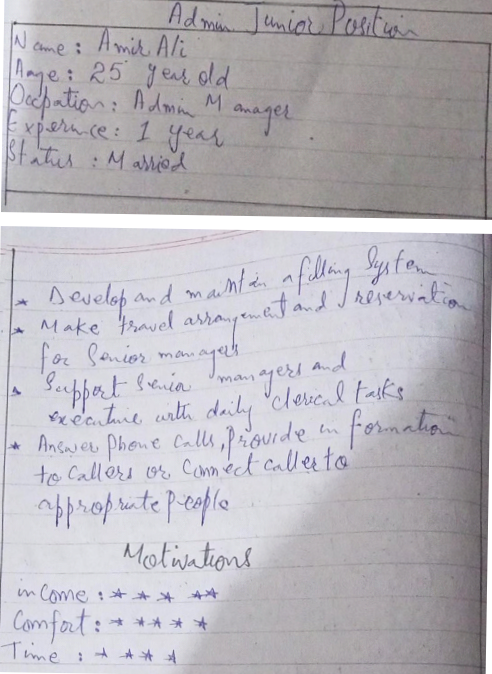 Admin Junior Position
Name : Amir Ali
Aage : 25 year old
Occpation : Admin Manager
Experince : 1 year
Status : Married
* Develop and maintain a filling System
* Make travel arrangement and reservation
for Senior managers
* Support Senior managers and
executive with daily clerical tasks
* Answer phone calls, provide information
to callers or connect caller to
appropriate people
Motivations
income : * * * * *
Comfort : * * * * *
Time : * * * *